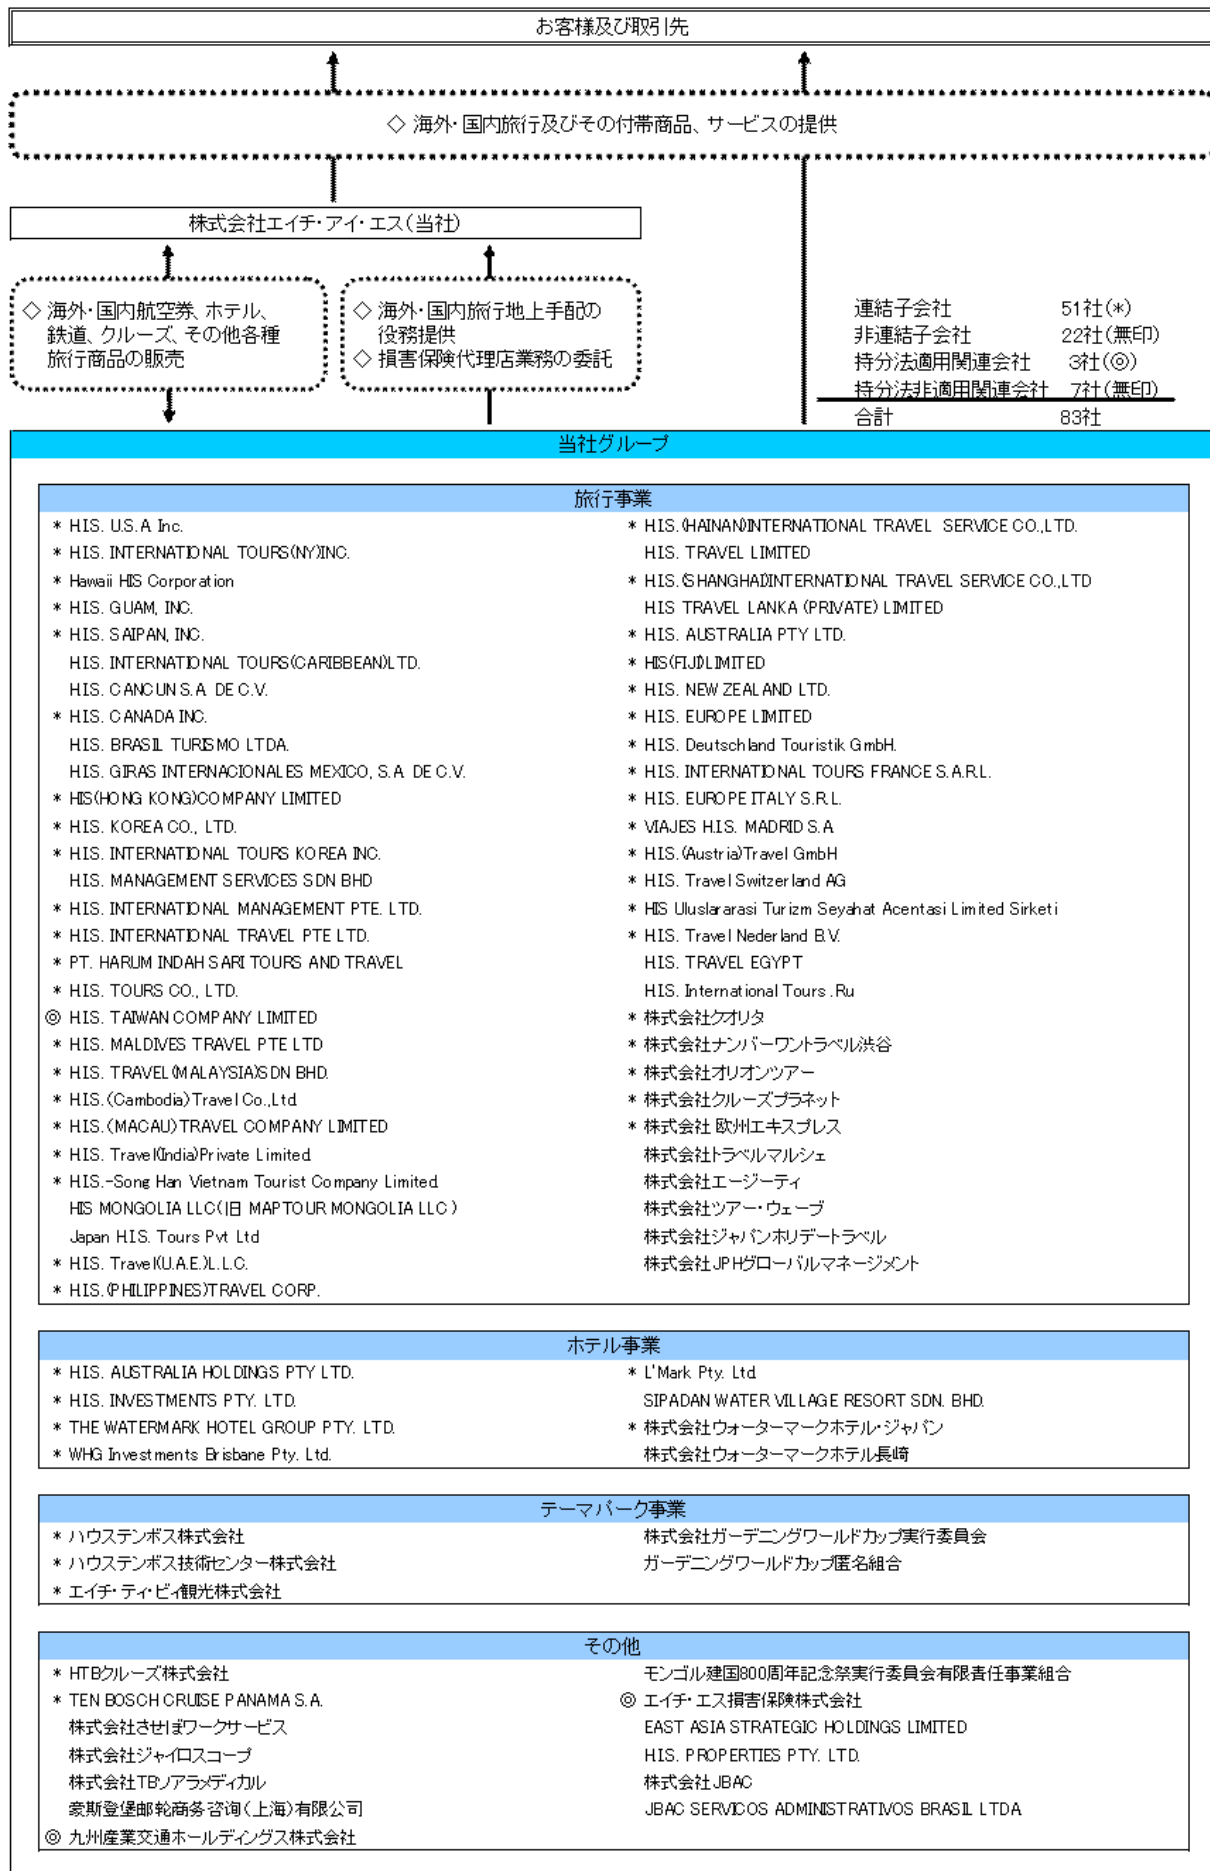 お客様及び取引先
◇ 海外・国内旅行及びその付帯商品、サービスの提供
株式会社エイチ・アイ・エス(当社)
◇ 海外・国内航空券、ホテル、
鉄道、クルーズ、その他各種
旅行商品の販売
◇ 海外・国内旅行地上手配の
役務提供
◇ 損害保険代理店業務の委託
連結子会社 51社(*)
非連結子会社 22社(無印)
持分法適用関連会社 3社(◎)
持分法非適用関連会社 7社(無印)
合計 83社
当社グループ
旅行事業
* H.I.S. U.S.A Inc.
* H.I.S. INTERNATIONAL TOURS(NY)INC.
* Hawaii HIS Corporation
* H.I.S. GUAM, INC.
* H.I.S. SAIPAN, INC.
H.I.S. INTERNATIONAL TOURS(CARIBBEAN)LTD.
H.I.S. CANCUN S.A. DE C.V.
* H.I.S. CANADA INC.
H.I.S. BRASIL TURISMO LTDA.
H.I.S. GIRAS INTERNACIONALES MEXICO, S.A. DE C.V.
* HIS(HONG KONG)COMPANY LIMITED
* H.I.S. KOREA CO., LTD.
* H.I.S. INTERNATIONAL TOURS KOREA INC.
H.I.S. MANAGEMENT SERVICES SDN BHD
* H.I.S. INTERNATIONAL MANAGEMENT PTE. LTD.
* H.I.S. INTERNATIONAL TRAVEL PTE LTD.
* PT. HARUM INDAH SARI TOURS AND TRAVEL
* H.I.S. TOURS CO., LTD.
◎ H.I.S. TAIWAN COMPANY LIMITED
* H.I.S. MALDIVES TRAVEL PTE LTD
* H.I.S. TRAVEL(MALAYSIA)SDN BHD.
* H.I.S.(Cambodia)Travel Co.,Ltd.
* H.I.S.(MACAU)TRAVEL COMPANY LIMITED
* H.I.S. Travel(India)Private Limited.
* H.I.S.-Song Han Vietnam Tourist Company Limited.
HIS MONGOLIA LLC(旧 MAPTOUR MONGOLIA LLC )
Japan H.I.S. Tours Pvt Ltd
* H.I.S. Travel(U.A.E.)L.L.C.
* H.I.S.(PHILIPPINES)TRAVEL CORP.
* H.I.S.(HAINAN)INTERNATIONAL TRAVEL SERVICE CO.,LTD.
H.I.S. TRAVEL LIMITED
* H.I.S.(SHANGHAI)INTERNATIONAL TRAVEL SERVICE CO.,LTD
H.I.S TRAVEL LANKA (PRIVATE) LIMITED
* H.I.S. AUSTRALIA PTY LTD.
* HIS(FIJI)LIMITED
* H.I.S. NEW ZEALAND LTD.
* H.I.S. EUROPE LIMITED
* H.I.S. Deutschland Touristik GmbH.
* H.I.S. INTERNATIONAL TOURS FRANCE S.A.R.L.
* H.I.S. EUROPE ITALY S.R.L.
* VIAJES H.I.S. MADRID S.A.
* H.I.S.(Austria)Travel GmbH
* H.I.S. Travel Switzerland AG
* HIS Uluslararasi Turizm Seyahat Acentasi Limited Sirketi
* H.I.S. Travel Nederland B.V.
H.I.S. TRAVEL EGYPT
H.I.S. International Tours .Ru
* 株式会社クオリタ
* 株式会社ナンバーワントラベル渋谷
* 株式会社オリオンツアー
* 株式会社クルーズプラネット
* 株式会社 欧州エキスプレス
株式会社トラベルマルシェ
株式会社エージーティ
株式会社ツアー・ウェーブ
株式会社ジャパンホリデートラベル
株式会社JPHグローバルマネージメント
ホテル事業
* H.I.S. AUSTRALIA HOLDINGS PTY LTD.
* H.I.S. INVESTMENTS PTY. LTD.
* THE WATERMARK HOTEL GROUP PTY. LTD.
* WHG Investments Brisbane Pty. Ltd.
* L'Mark Pty. Ltd.
SIPADAN WATER VILLAGE RESORT SDN. BHD.
* 株式会社ウォーターマークホテル・ジャパン
株式会社ウォーターマークホテル長崎
テーマパーク事業
* ハウステンボス株式会社
* ハウステンボス技術センター株式会社
* エイチ・ティ・ビィ観光株式会社
株式会社ガーデニングワールドカップ実行委員会
ガーデニングワールドカップ匿名組合
その他
* HTBクルーズ株式会社
* TEN BOSCH CRUISE PANAMA S.A.
株式会社させぼワークサービス
株式会社ジャイロスコープ
株式会社TBソアラメディカル
豪斯登堡邮轮商务咨询(上海)有限公司
◎ 九州産業交通ホールディングス株式会社
モンゴル建国800周年記念祭実行委員会有限責任事業組合
◎ エイチ・エス損害保険株式会社
EAST ASIA STRATEGIC HOLDINGS LIMITED
H.I.S. PROPERTIES PTY. LTD.
株式会社JBAC
JBAC SERVICOS ADMINISTRATIVOS BRASIL LTDA